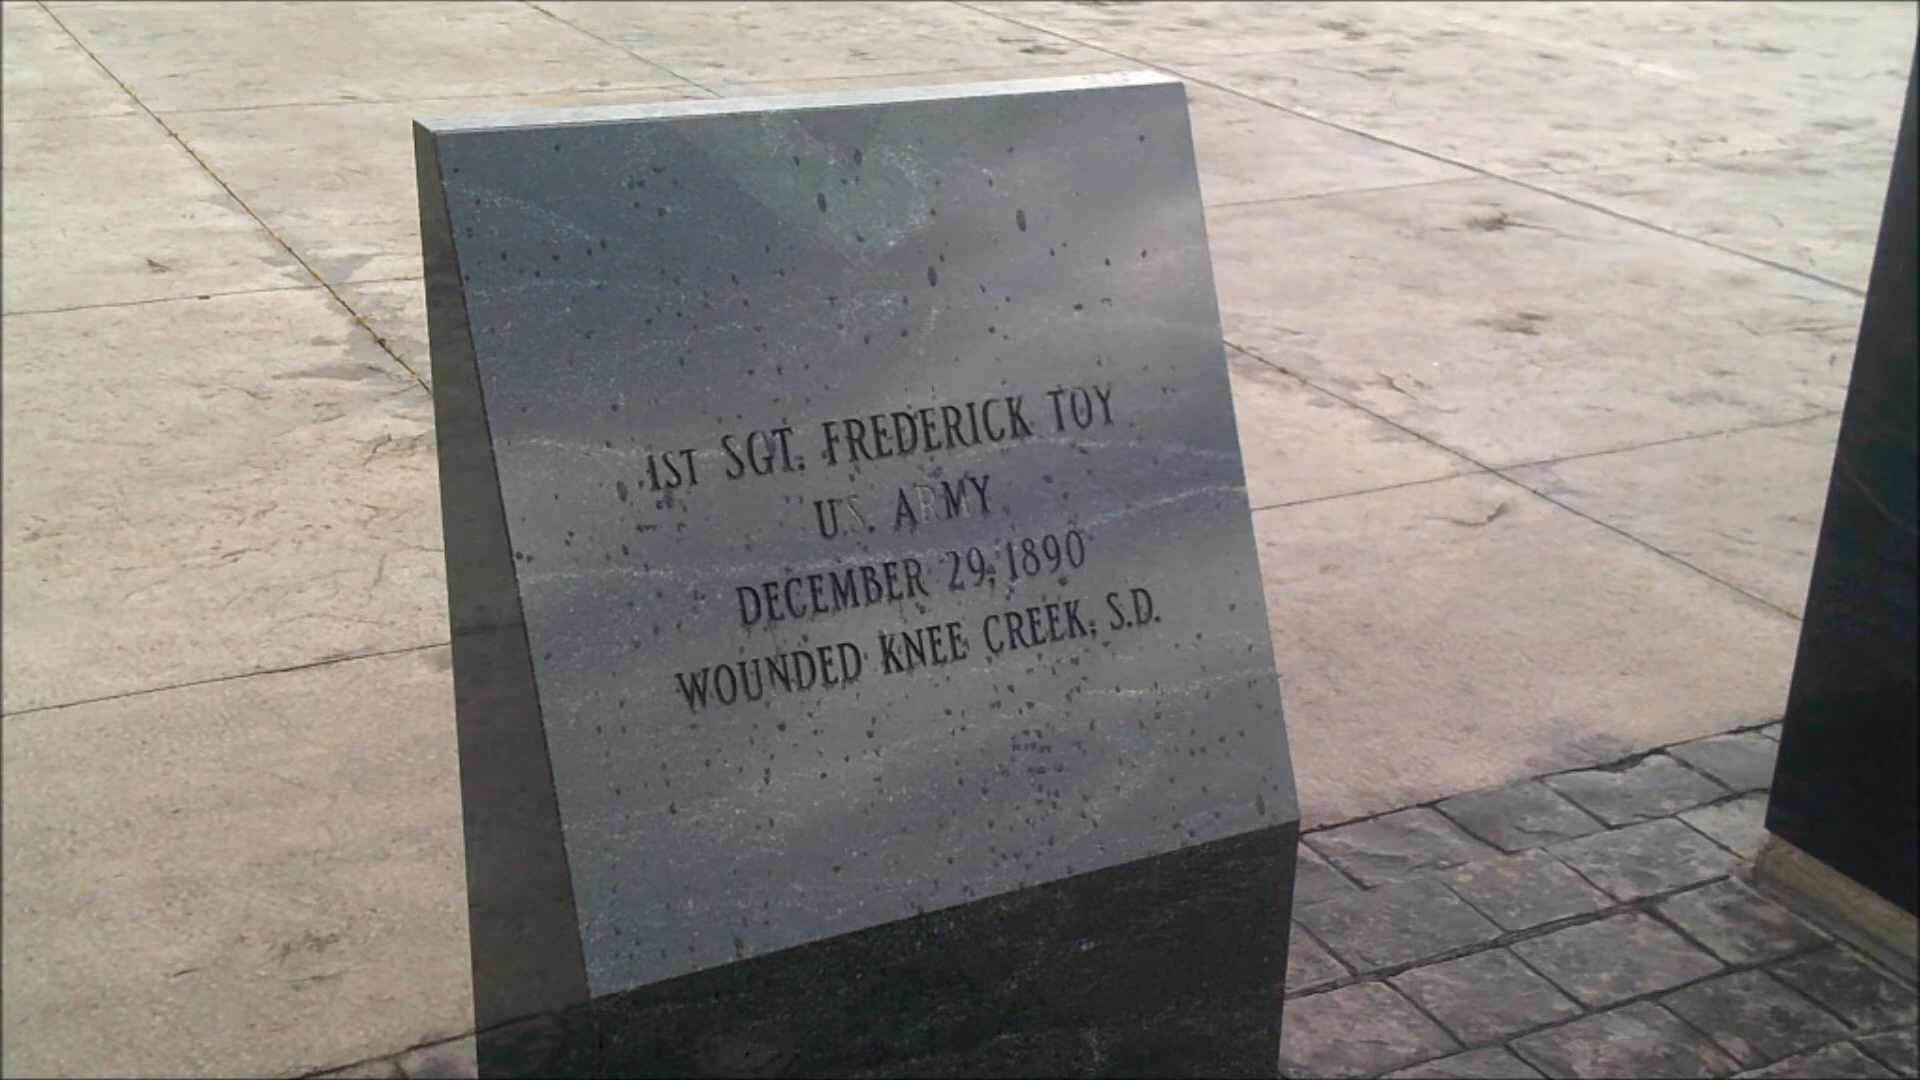 1ST SGT. FREDERICK TOY
U.S. ARMY
DECEMBER 29, 1890
WOUNDED KNEE CREEK, S.D.